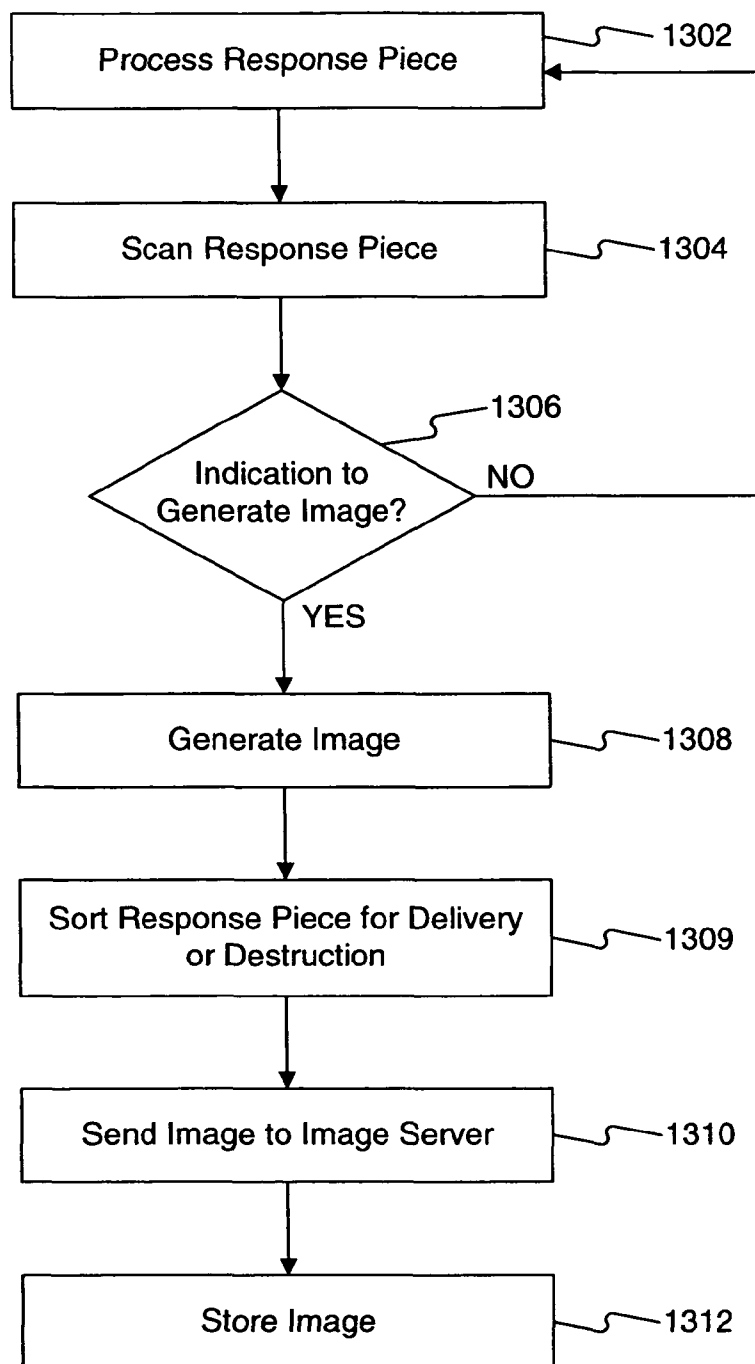 Process Response Piece
1302
Scan Response Piece
1304
1306
Indication to
Generate Image?
NO
YES
Generate Image
1308
Sort Response Piece for Delivery
or Destruction
1309
Send Image to Image Server
1310
Store Image
1312